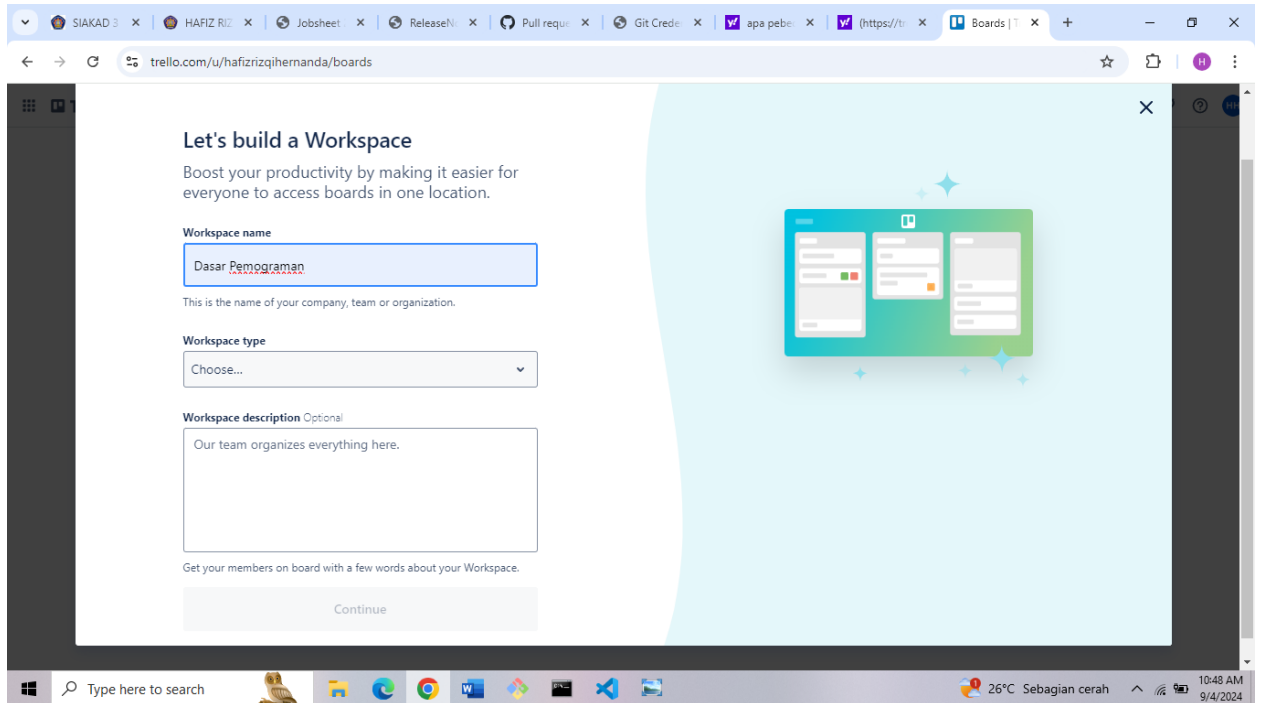 SIAKAD 3
HAFIZ RIZ
Jobsheet
ReleaseNo
Pull reque
Git Creder
apa pebe
(https://tr
Boards | T
trello.com/u/hafizrizqihernanda/boards
H
HH
Let's build a Workspace
Boost your productivity by making it easier for
everyone to access boards in one location.
Workspace name
Dasar Pemograman
This is the name of your company, team or organization.
Workspace type
Choose...
Workspace description Optional
Our team organizes everything here.
Get your members on board with a few words about your Workspace.
Continue
Type here to search
26°C Sebagian cerah
10:48 AM
9/4/2024